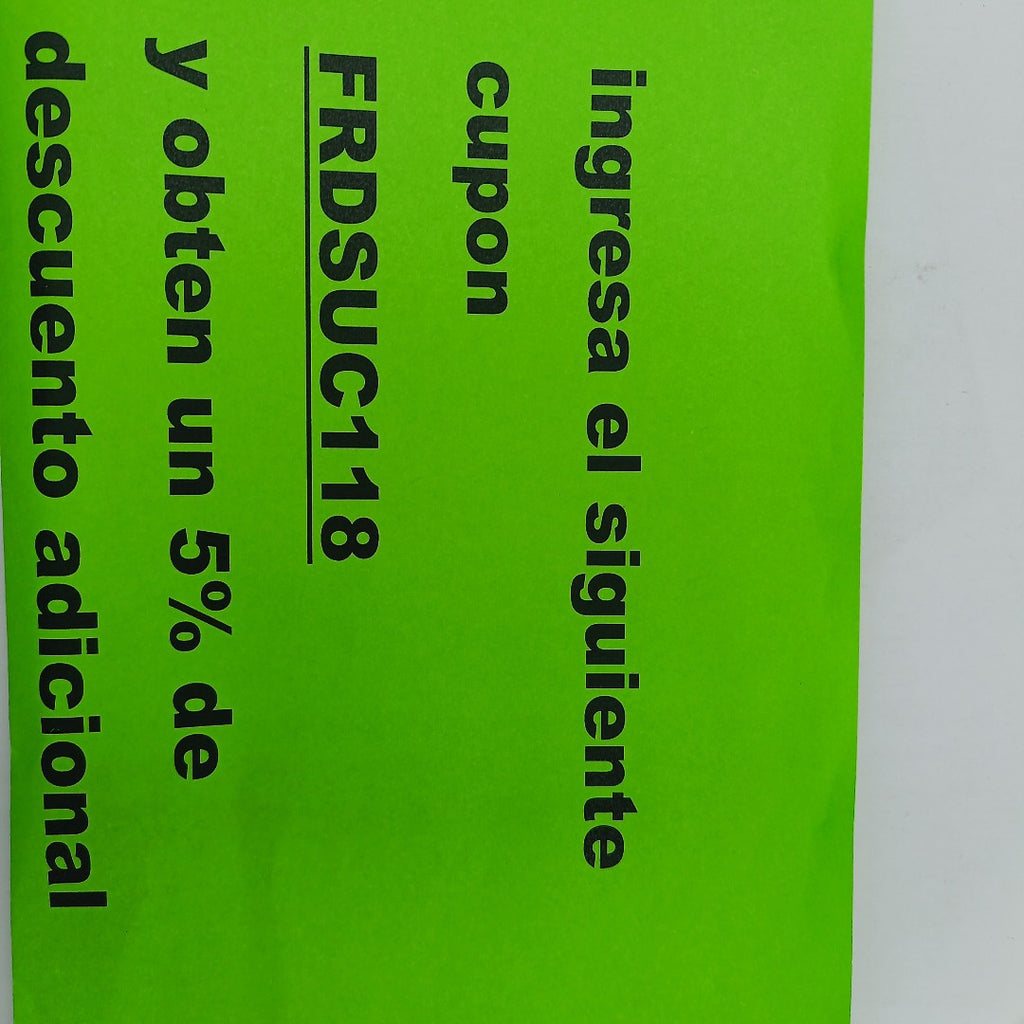 ingresa el siguiente
cupon
FRDSUC118
y obten un 5% de
descuento adicional